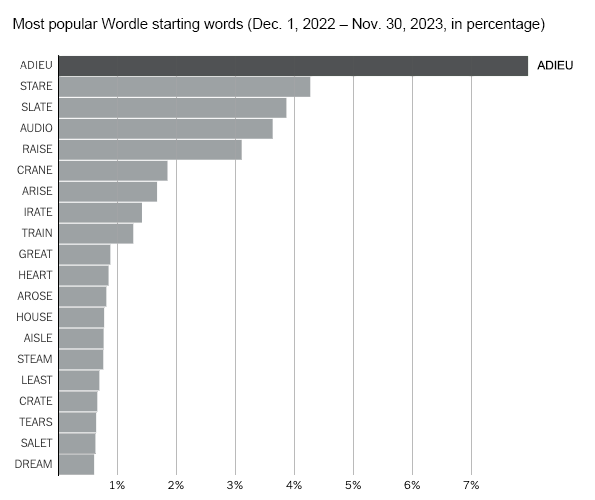 Most popular Wordle starting words (Dec. 1, 2022 – Nov. 30, 2023, in percentage)
ADIEU ADIEU
STARE
SLATE
AUDIO
RAISE
CRANE
ARISE
IRATE
TRAIN
GREAT
HEART
AROSE
HOUSE
AISLE
STEAM
LEAST
CRATE
TEARS
SALET
DREAM
1% 2% 3% 4% 5% 6% 7%